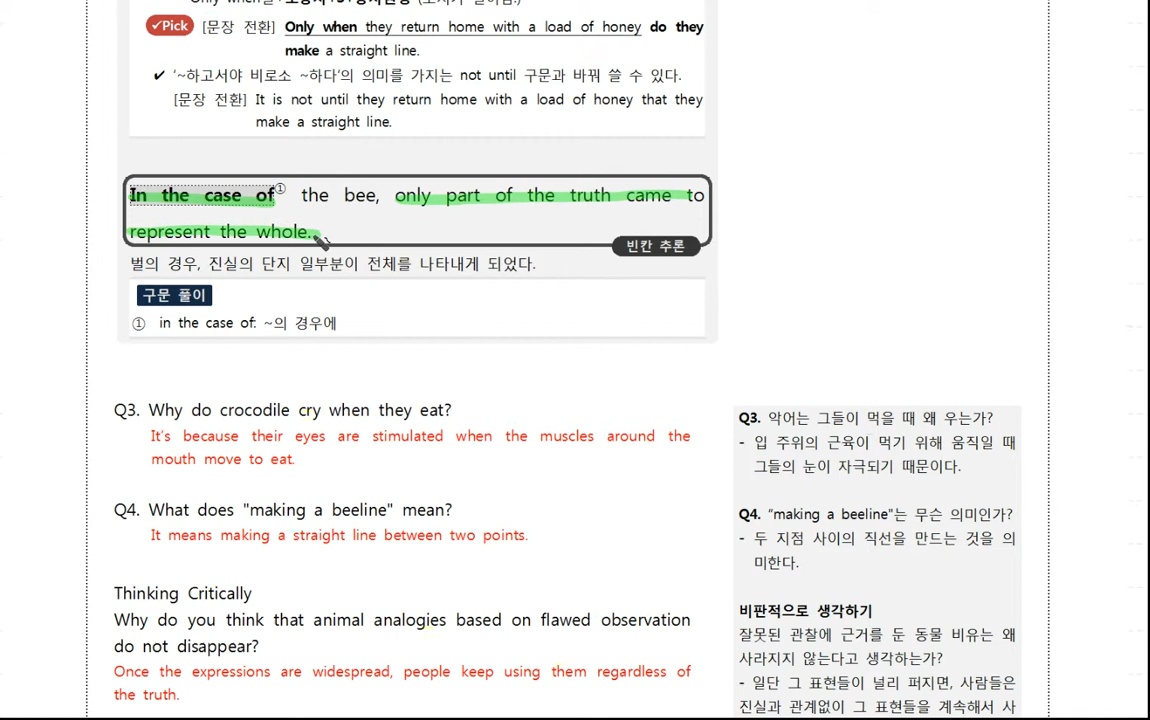 ✔Pick [문장 전환] Only when they return home with a load of honey do they
make a straight line.
✔ '~하고서야 비로소 ~하다'의 의미를 가지는 not until 구문과 바꿔 쓸 수 있다.
[문장 전환] It is not until they return home with a load of honey that they
make a straight line.
In the case of① the bee, only part of the truth came to
represent the whole.
빈칸 추론
벌의 경우, 진실의 단지 일부분이 전체를 나타내게 되었다.
구문 풀이
① in the case of: ~의 경우에
Q3. Why do crocodile cry when they eat?
It's because their eyes are stimulated when the muscles around the
mouth move to eat.
Q4. What does "making a beeline" mean?
It means making a straight line between two points.
Thinking Critically
Why do you think that animal analogies based on flawed observation
do not disappear?
Once the expressions are widespread, people keep using them regardless of
the truth.
Q3. 악어는 그들이 먹을 때 왜 우는가?
- 입 주위의 근육이 먹기 위해 움직일 때
그들의 눈이 자극되기 때문이다.
Q4. “making a beeline"는 무슨 의미인가?
- 두 지점 사이의 직선을 만드는 것을 의
미한다.
비판적으로 생각하기
잘못된 관찰에 근거를 둔 동물 비유는 왜
사라지지 않는다고 생각하는가?
- 일단 그 표현들이 널리 퍼지면, 사람들은
진실과 관계없이 그 표현들을 계속해서 사